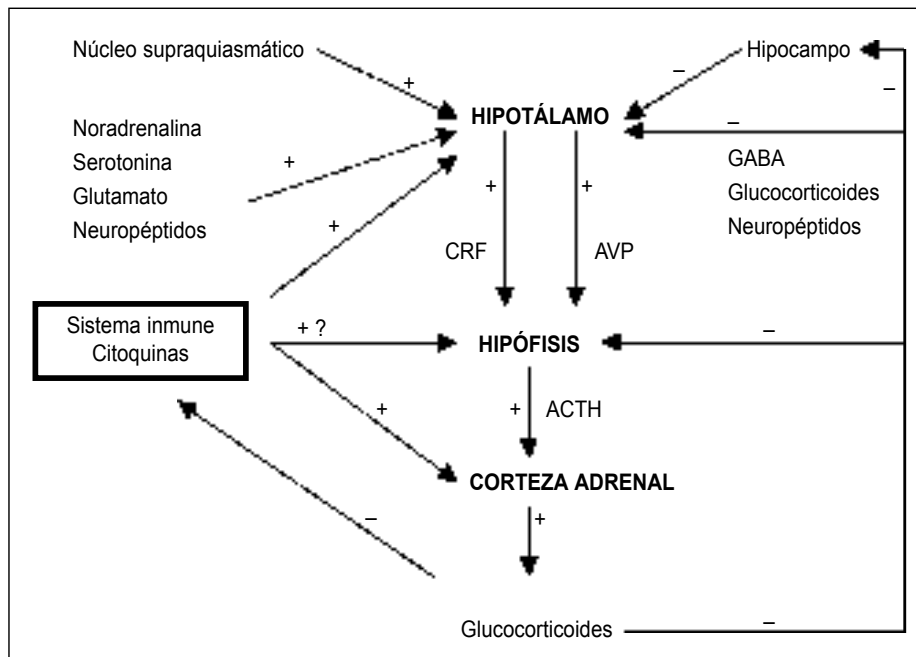 Núcleo supraquiasmático
Hipocampo
+
–
–
HIPOTÁLAMO
–
Noradrenalina
Serotonina
Glutamato
Neuropéptidos
+
+
+
+
GABA
Glucocorticoides
Neuropéptidos
CRF
AVP
Sistema inmune
Citoquinas
+ ?
HIPÓFISIS
–
+
+
ACTH
CORTEZA ADRENAL
–
+
Glucocorticoides
–